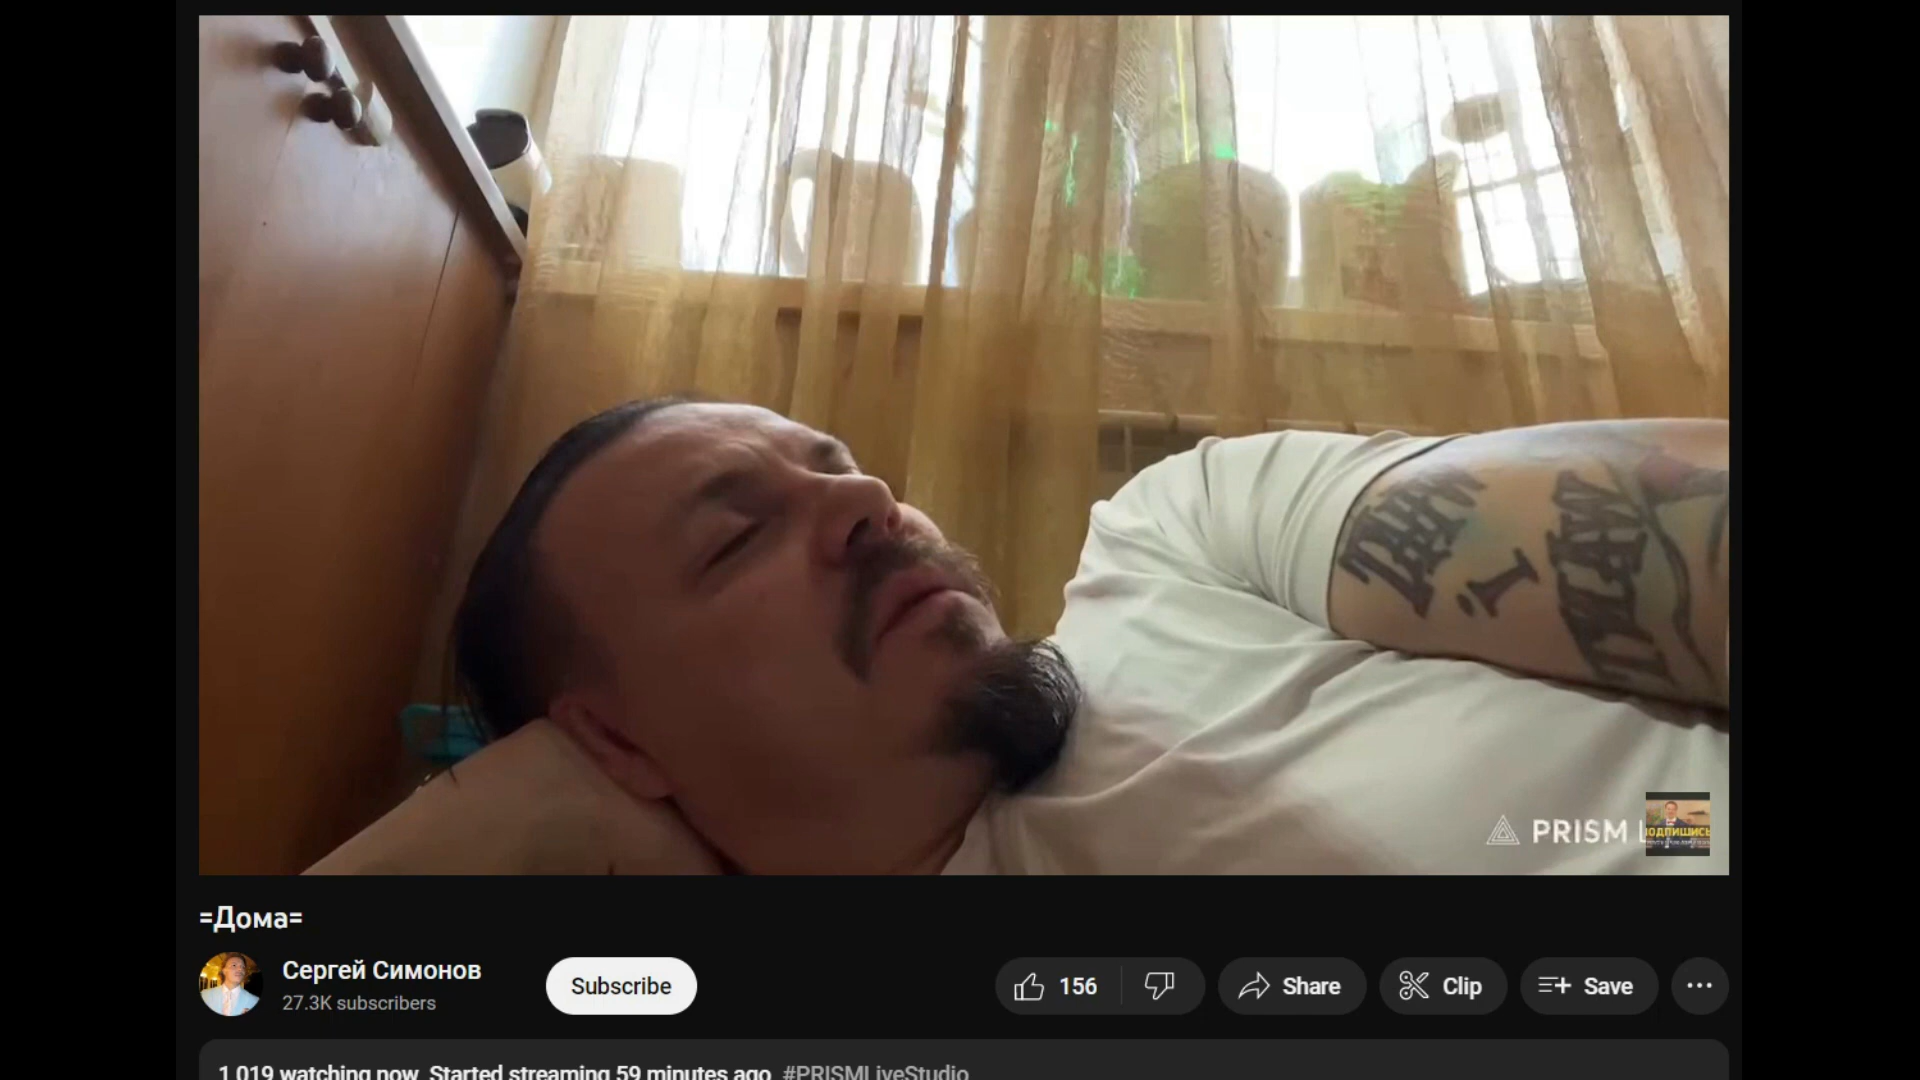 PRISM L
ПОДПИШИСЬ
=Дома=
Сергей Симонов
27.3K subscribers
Subscribe
156
Share
Clip
Save
1,019 watching now Started streaming 59 minutes ago #PRISMLiveStudio